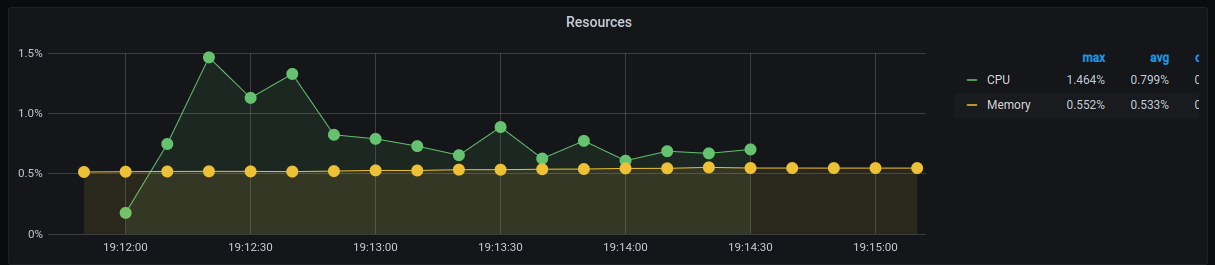 Resources
1.5%
1.0%
0.5%
0%
19:12:00 19:12:30 19:13:00 19:13:30 19:14:00 19:14:30 19:15:00
max avg
CPU 1.464% 0.799%
Memory 0.552% 0.533%